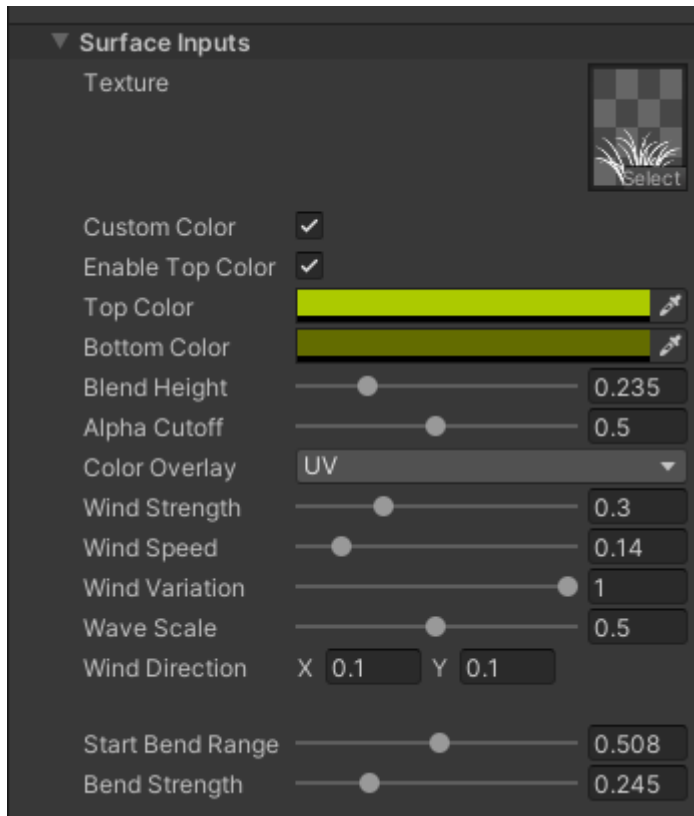 Surface Inputs
Texture
Select
Custom Color
Enable Top Color
Top Color
Bottom Color
Blend Height 0.235
Alpha Cutoff 0.5
Color Overlay UV
Wind Strength 0.3
Wind Speed 0.14
Wind Variation 1
Wave Scale 0.5
Wind Direction X 0.1 Y 0.1
Start Bend Range 0.508
Bend Strength 0.245